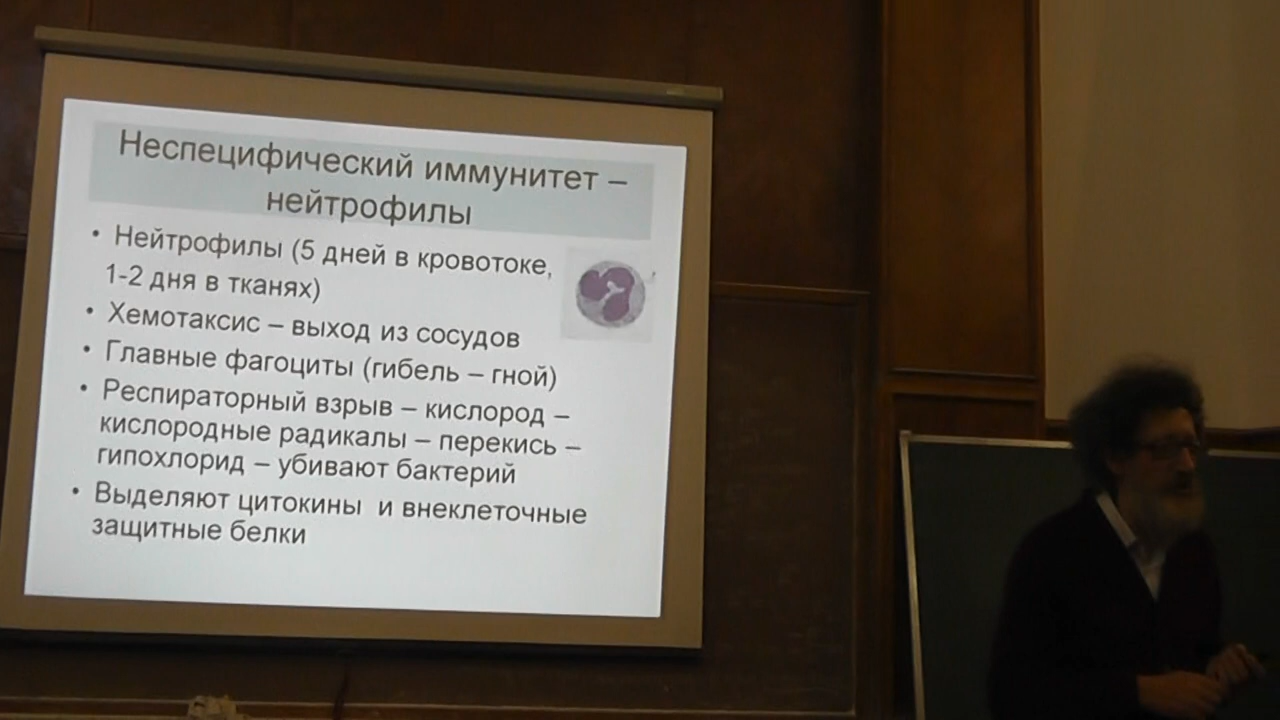 Неспецифический иммунитет –
нейтрофилы
• Нейтрофилы (5 дней в кровотоке,
1-2 дня в тканях)
• Хемотаксис – выход из сосудов
• Главные фагоциты (гибель – гной)
• Респираторный взрыв – кислород –
кислородные радикалы – перекись –
гипохлорид – убивают бактерий
• Выделяют цитокины и внеклеточные
защитные белки